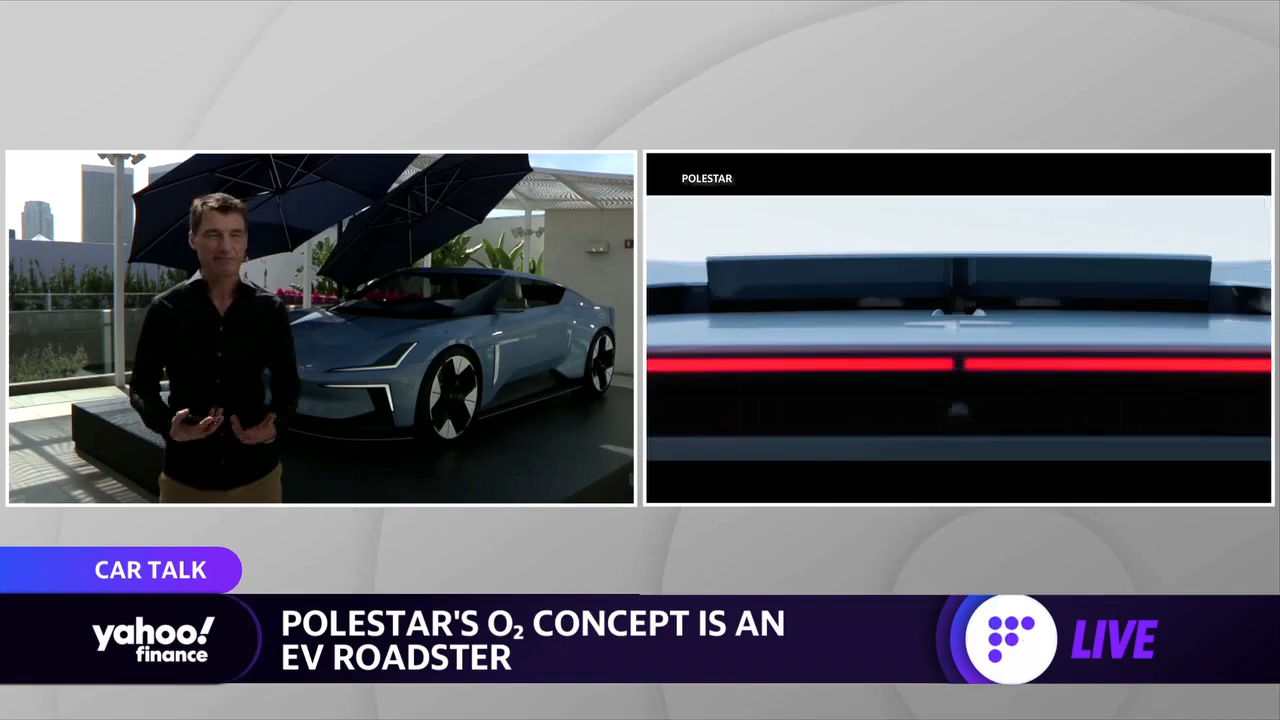 POLESTAR
CAR TALK
yahoo!
finance
POLESTAR'S O₂ CONCEPT IS AN
EV ROADSTER
LIVE